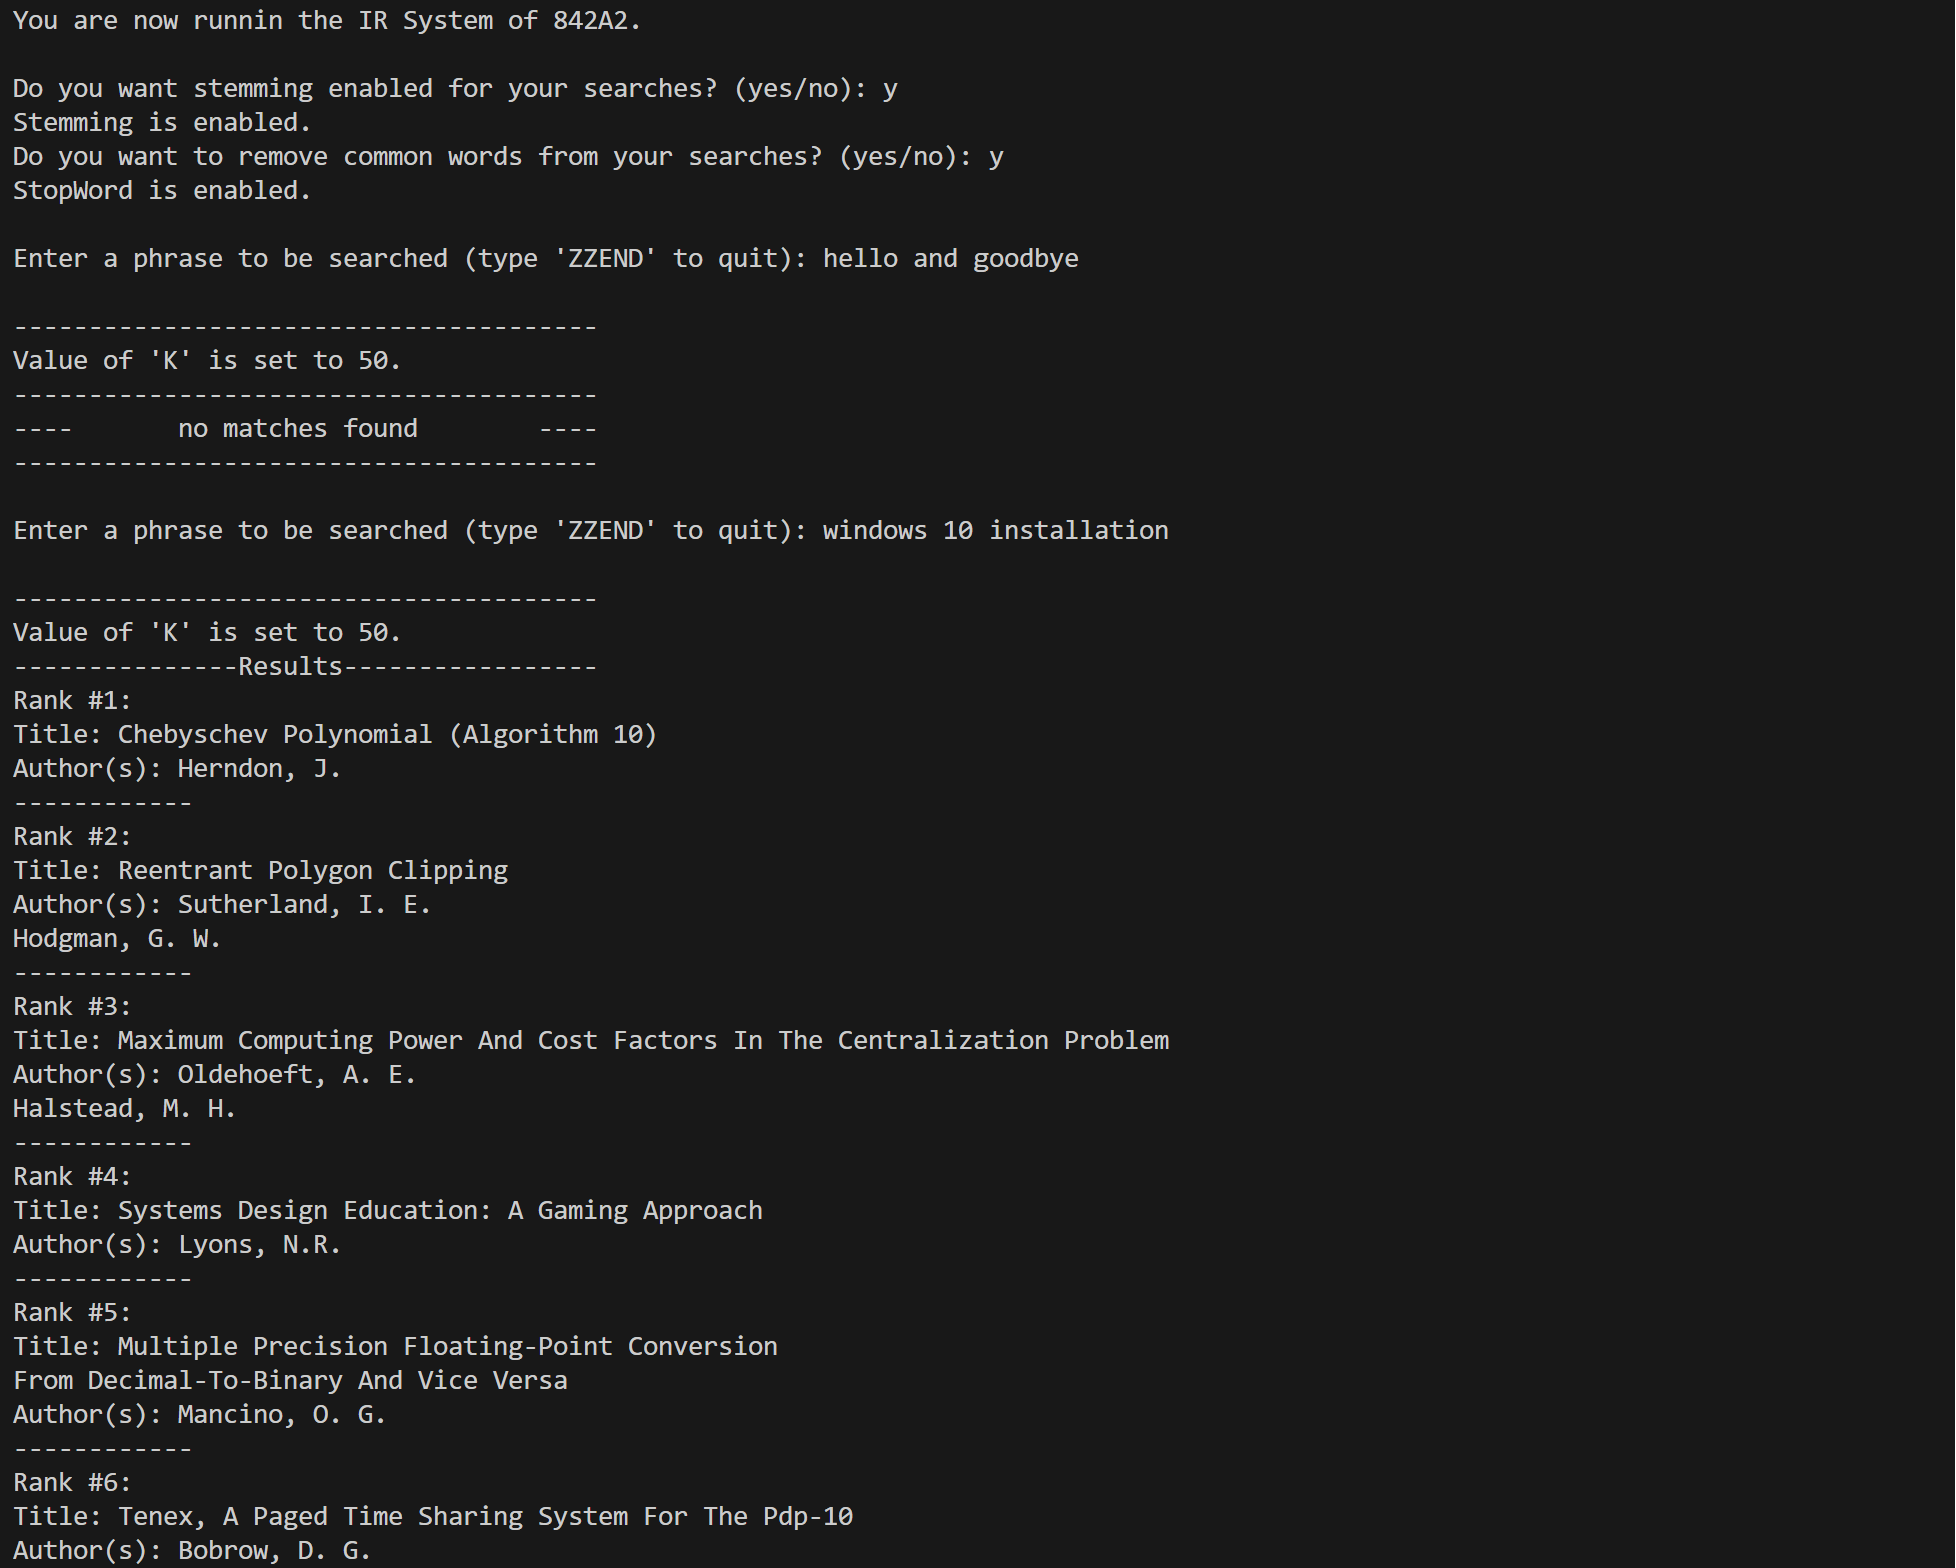 You are now runnin the IR System of 842A2.
Do you want stemming enabled for your searches? (yes/no): y
Stemming is enabled.
Do you want to remove common words from your searches? (yes/no): y
StopWord is enabled.
Enter a phrase to be searched (type 'ZZEND' to quit): hello and goodbye
---------------------------------------
Value of 'K' is set to 50.
---------------------------------------
----       no matches found        ----
---------------------------------------
Enter a phrase to be searched (type 'ZZEND' to quit): windows 10 installation
---------------------------------------
Value of 'K' is set to 50.
---------------Results-----------------
Rank #1:
Title: Chebyschev Polynomial (Algorithm 10)
Author(s): Herndon, J.
------------
Rank #2:
Title: Reentrant Polygon Clipping
Author(s): Sutherland, I. E.
Hodgman, G. W.
------------
Rank #3:
Title: Maximum Computing Power And Cost Factors In The Centralization Problem
Author(s): Oldehoeft, A. E.
Halstead, M. H.
------------
Rank #4:
Title: Systems Design Education: A Gaming Approach
Author(s): Lyons, N.R.
------------
Rank #5:
Title: Multiple Precision Floating-Point Conversion
From Decimal-To-Binary And Vice Versa
Author(s): Mancino, O. G.
------------
Rank #6:
Title: Tenex, A Paged Time Sharing System For The Pdp-10
Author(s): Bobrow, D. G.